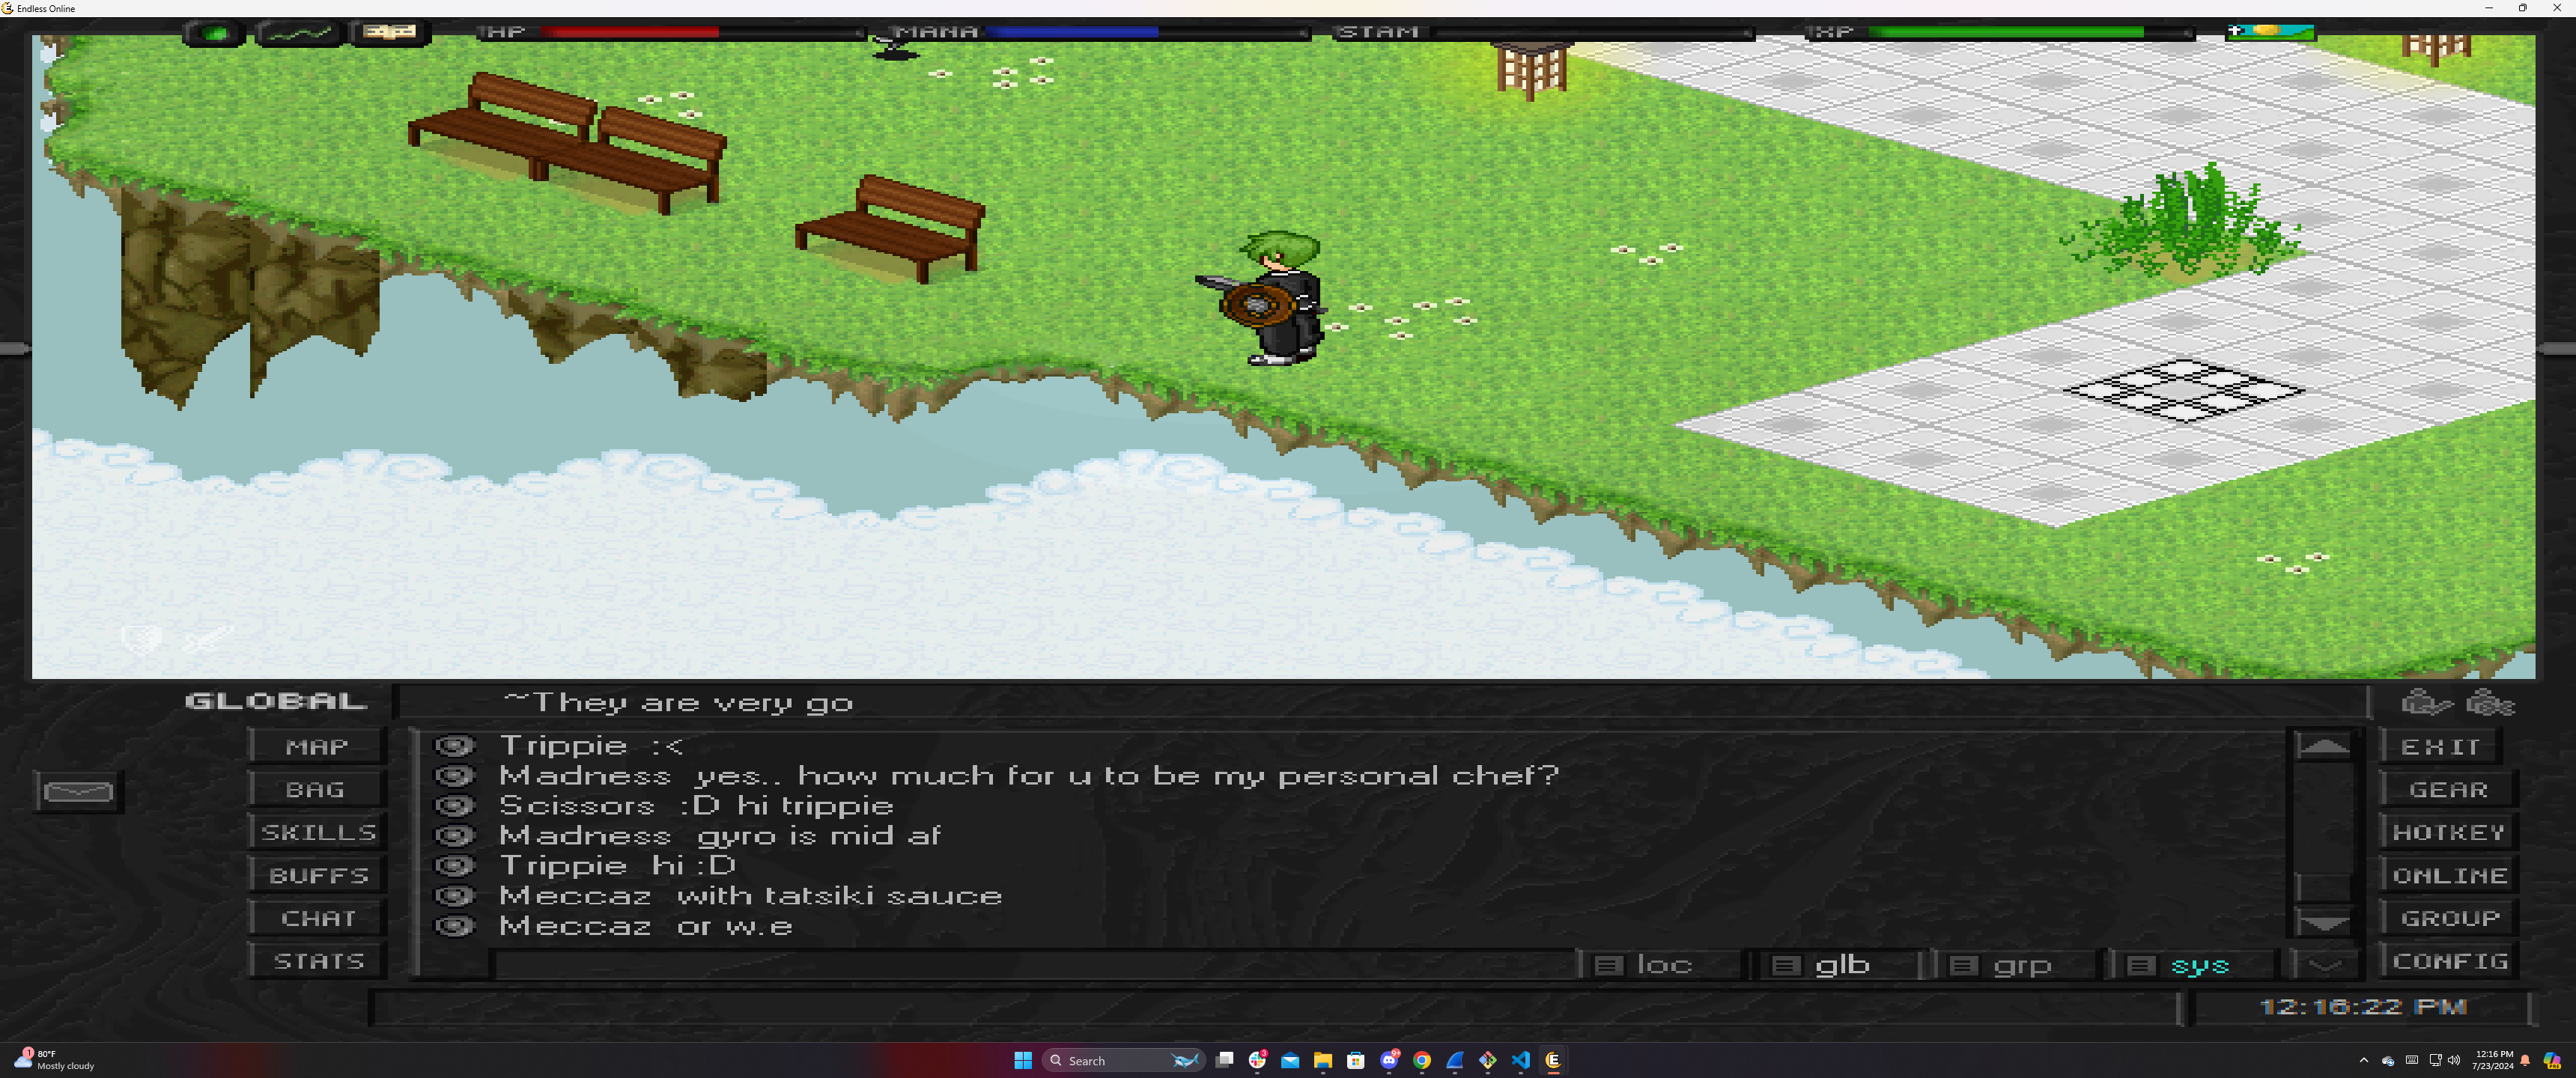 Endless Online
HP
MANA
STAM
XP
GLOBAL
~They are very go
MAP
BAG
SKILLS
BUFFS
CHAT
STATS
Trippie :<
Madness yes.. how much for u to be my personal chef?
Scissors :D hi trippie
Madness gyro is mid af
Trippie hi :D
Meccaz with tatsiki sauce
Meccaz or w.e
loc
glb
grp
sys
EXIT
GEAR
HOTKEY
ONLINE
GROUP
CONFIG
12:16:22 PM
1
80°F
Mostly cloudy
Search
3
9+
12:16 PM
7/23/2024